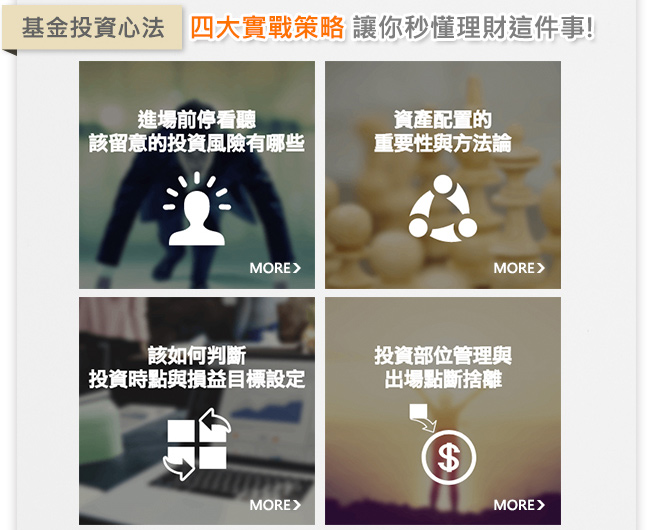 基金投資心法 四大實戰策略 讓你秒懂理財這件事!
進場前停看聽
該留意的投資風險有哪些
MORE
資產配置的
重要性與方法論
MORE
該如何判斷
投資時點與損益目標設定
MORE
投資部位管理與
出場點斷捨離
$
MORE